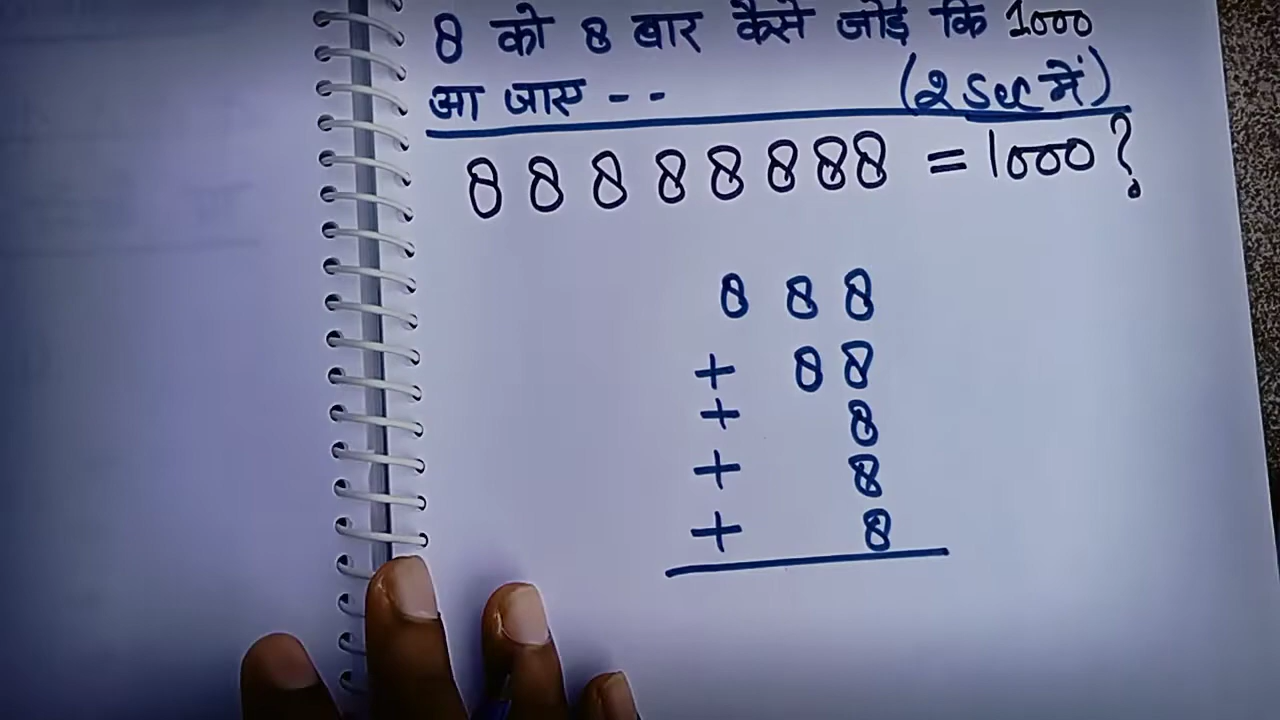 8 को 8 बार कैसे जोड़े कि 1000
आ जाए -- (2 Sec में)
8 8 8 8 8 8 8 8 = 1000 ?
8 8 8
+ 8 8
+ 8
+ 8
+ 8